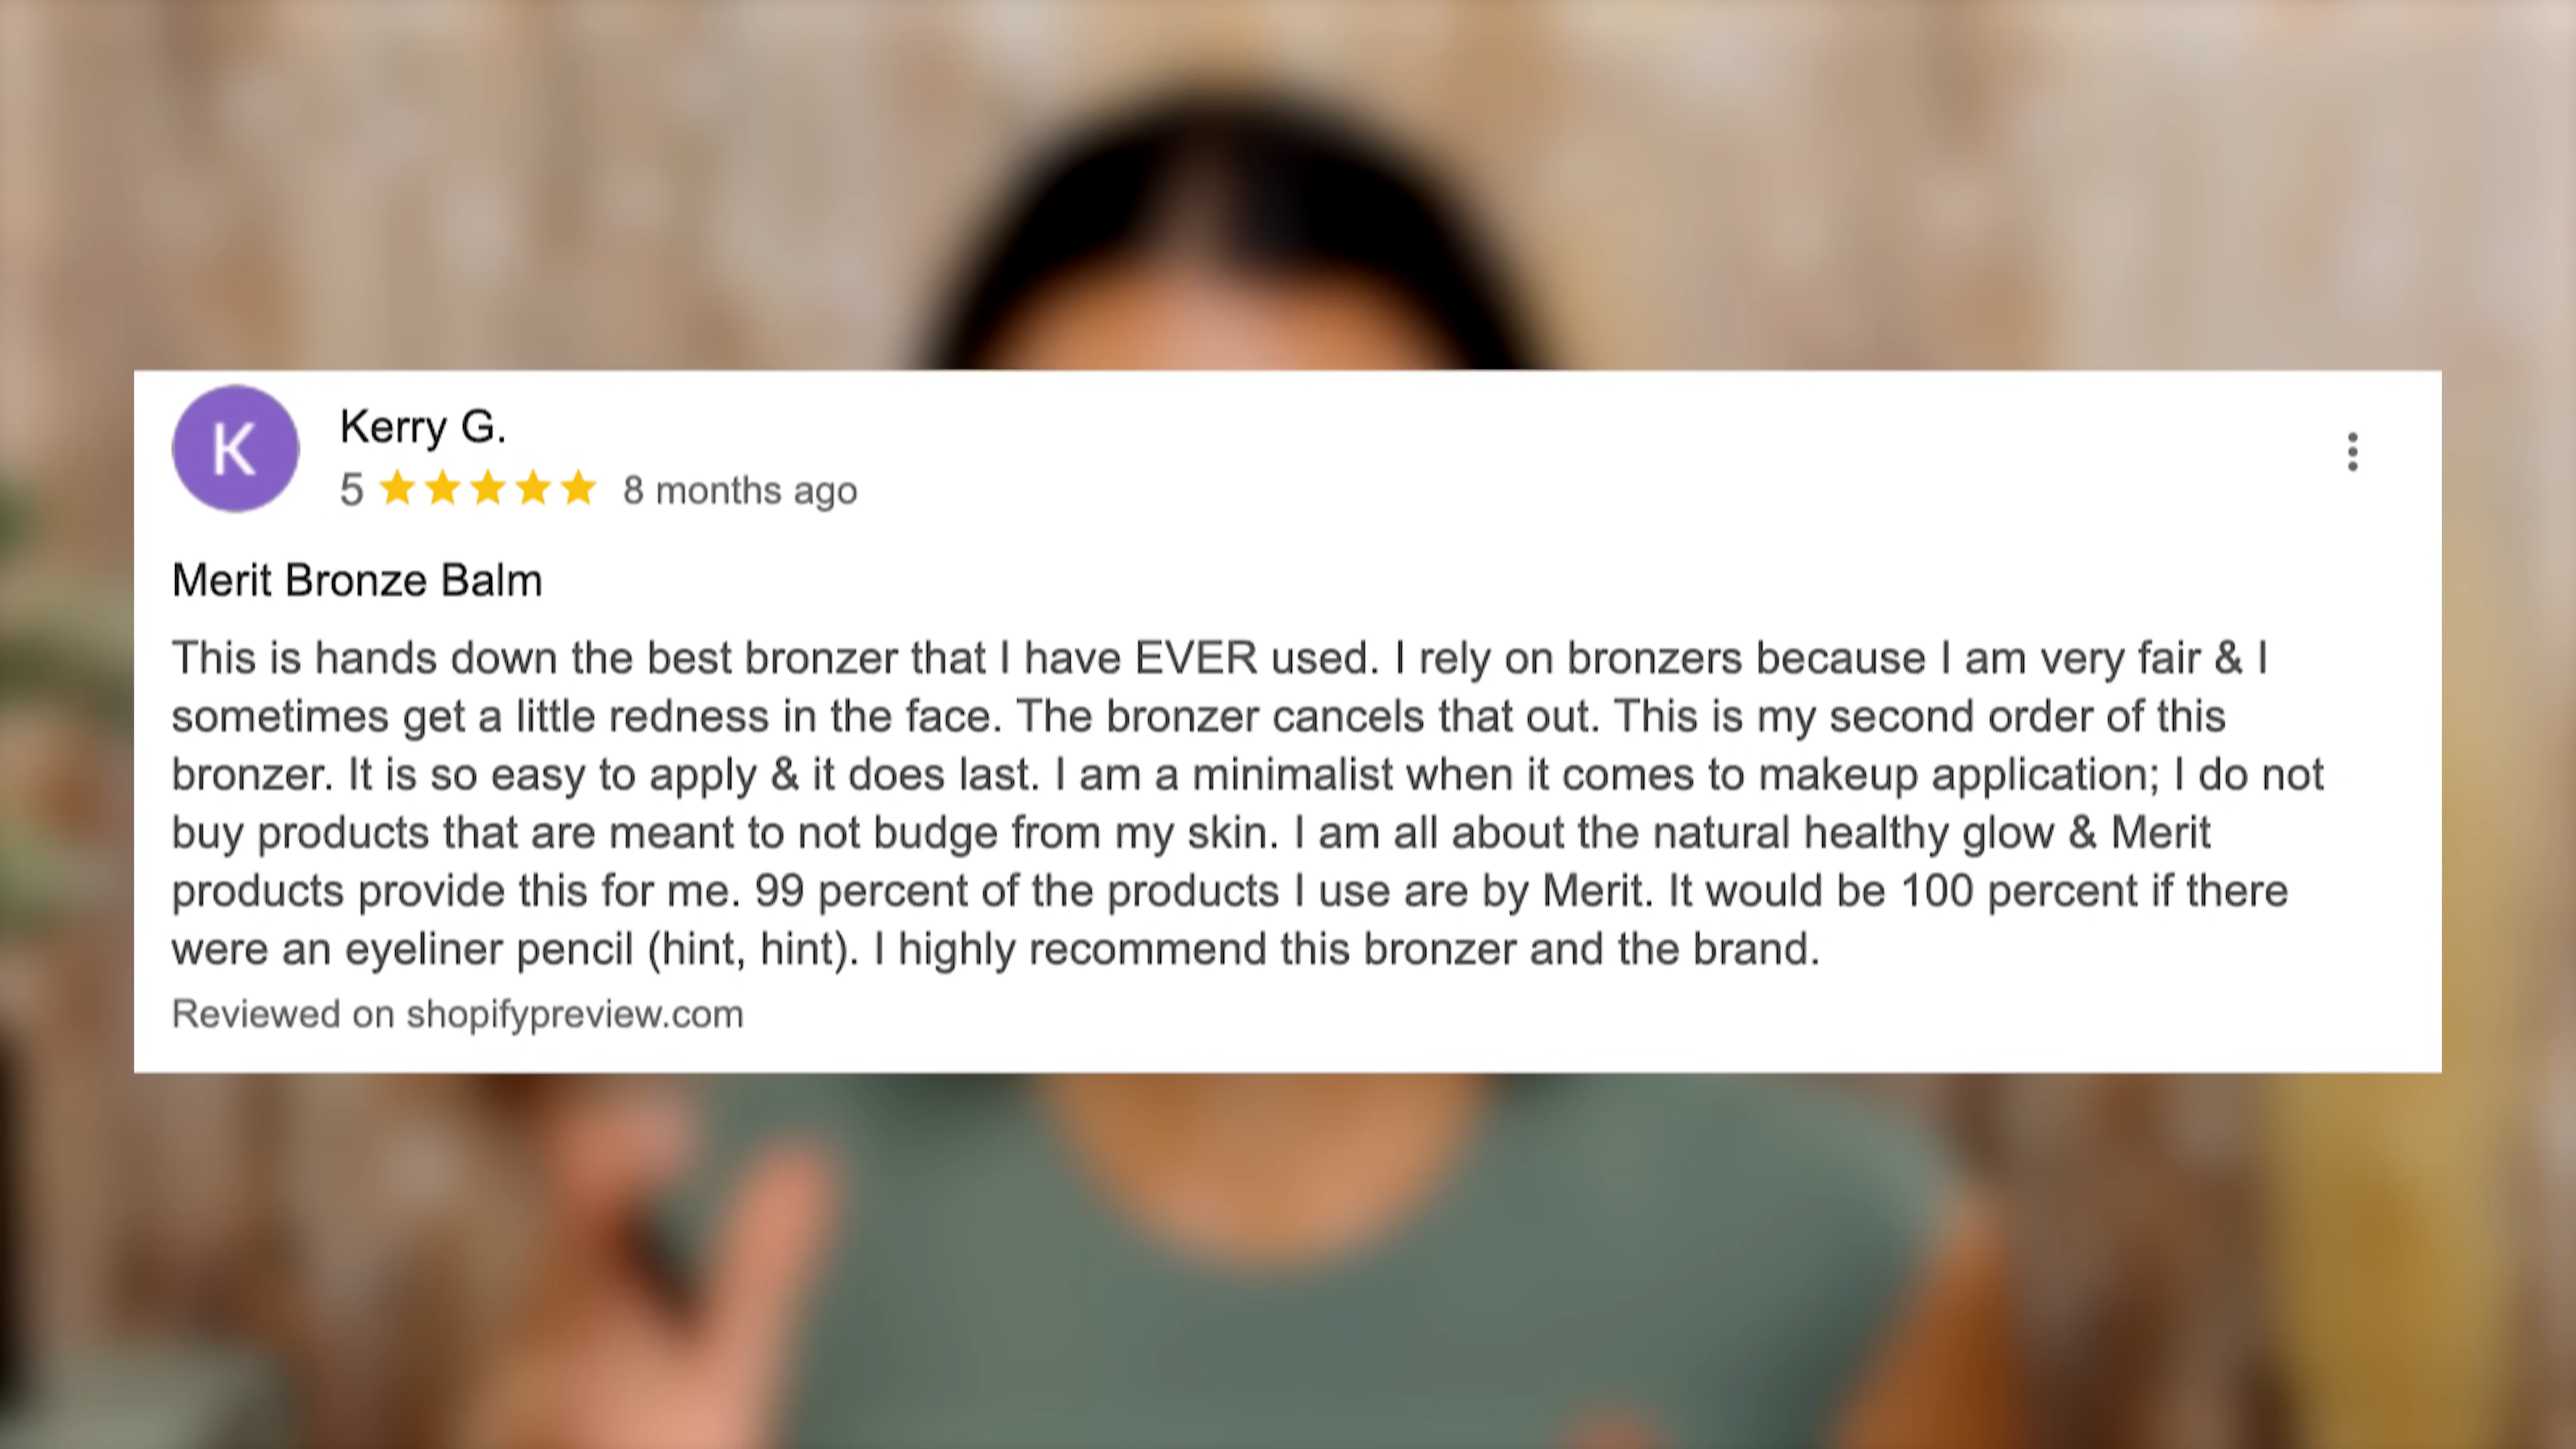 K
Kerry G.
5 ★★★★★ 8 months ago
Merit Bronze Balm
This is hands down the best bronzer that I have EVER used. I rely on bronzers because I am very fair & I
sometimes get a little redness in the face. The bronzer cancels that out. This is my second order of this
bronzer. It is so easy to apply & it does last. I am a minimalist when it comes to makeup application; I do not
buy products that are meant to not budge from my skin. I am all about the natural healthy glow & Merit
products provide this for me. 99 percent of the products I use are by Merit. It would be 100 percent if there
were an eyeliner pencil (hint, hint). I highly recommend this bronzer and the brand.
Reviewed on shopifypreview.com